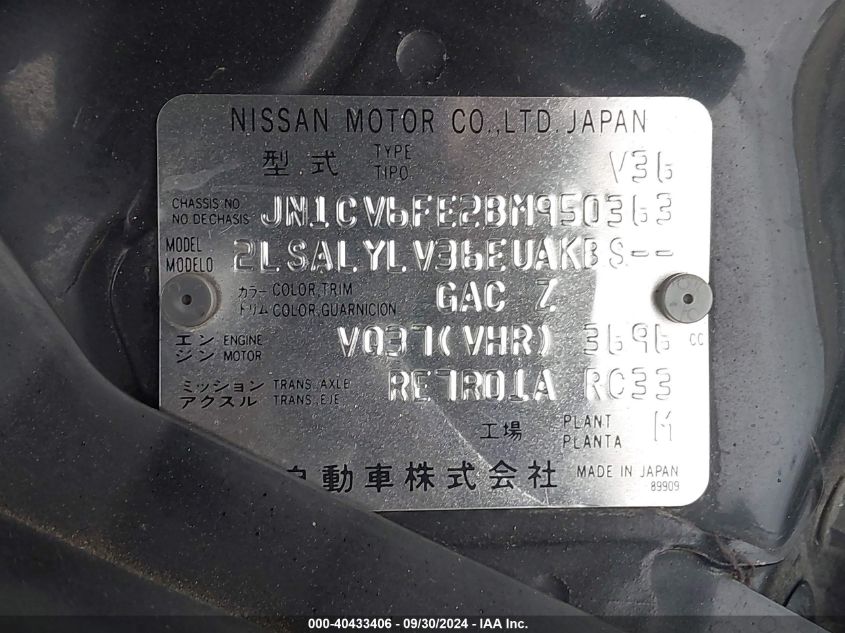 NISSAN MOTOR CO.,LTD.JAPAN
型式 TYPE TIPO V36
CHASSIS NO NO.DECHASIS JN1CV6FE2BM950363
MODEL MODELO 2LSALYLV36EUAKBS--
カラー COLOR,TRIM トリム COLOR,GUARNICION GAC Z
エンジン ENGINE MOTOR VQ37(VHR) 3696 CC
ミッション アクスル TRANS.,AXLE TRANS.,EJE RE7R01A RC33
工場 PLANT PLANTA M
自動車株式会社 MADE IN JAPAN
89909
000-40433406 - 09/30/2024 - IAA Inc.